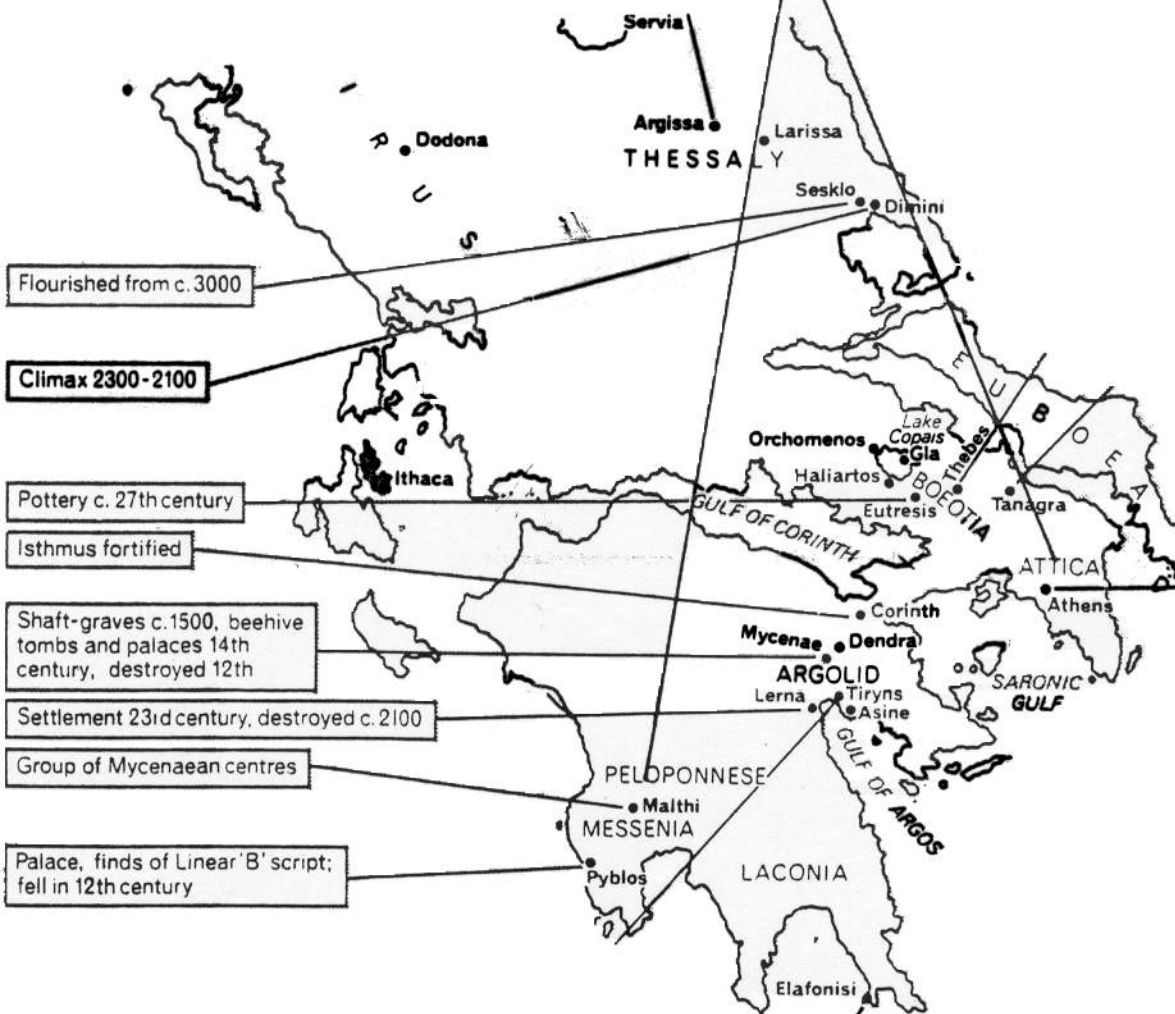 Servia
Argissa
Larissa
THESSALY
Dodona
R U S
Sesklo
Dimini
Flourished from c.3000
Climax 2300-2100
EUBOEA
Lake
Copais
Orchomenos
Gla
Thebes
Haliartos
BOEOTIA
Eutresis
Tanagra
Ithaca
Pottery c. 27th century
GULF OF CORINTH
Isthmus fortified
ATTICA
Athens
Corinth
Shaft-graves c.1500, beehive
tombs and palaces 14th
century, destroyed 12th
Mycenae
Dendra
ARGOLID
SARONIC
GULF
Lerna
Tiryns
Asine
Settlement 23rd century, destroyed c.2100
GULF OF ARGOS
Group of Mycenaean centres
PELOPONNESE
Malthi
MESSENIA
Palace, finds of Linear 'B' script;
fell in 12th century
Pyblos
LACONIA
Elafonisi